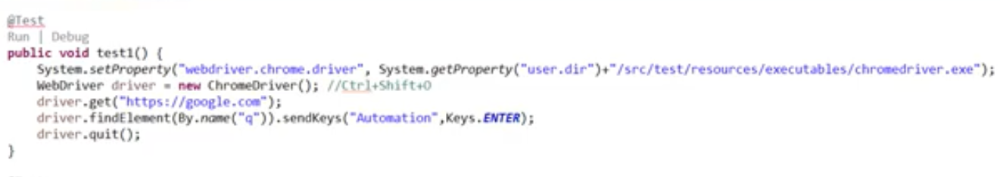 @Test
Run | Debug
public void test1() {
System.setProperty("webdriver.chrome.driver", System.getProperty("user.dir")+"/src/test/resources/executables/chromedriver.exe");
WebDriver driver = new ChromeDriver(); //Ctrl+Shift+O
driver.get("https://google.com");
driver.findElement(By.name("q")).sendKeys("Automation",Keys.ENTER);
driver.quit();
}